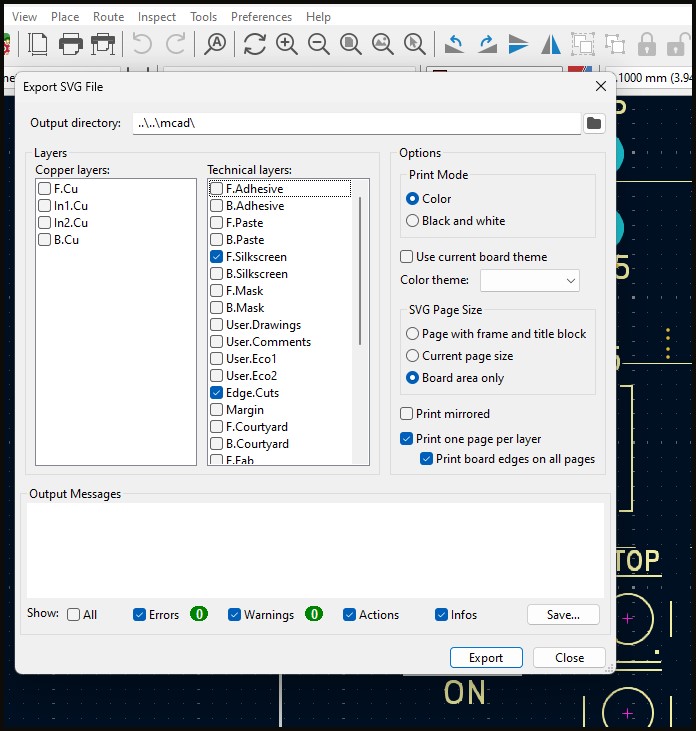 View Place Route Inspect Tools Preferences Help
1000 mm (3.94
Export SVG File
Output directory: ..\..\mcad\
Layers
Copper layers:
F.Cu
In1.Cu
In2.Cu
B.Cu
Technical layers:
F.Adhesive
B.Adhesive
F.Paste
B.Paste
F.Silkscreen
B.Silkscreen
F.Mask
B.Mask
User.Drawings
User.Comments
User.Eco1
User.Eco2
Edge.Cuts
Margin
F.Courtyard
B.Courtyard
F.Fab
Options
Print Mode
Color
Black and white
Use current board theme
Color theme:
SVG Page Size
Page with frame and title block
Current page size
Board area only
Print mirrored
Print one page per layer
Print board edges on all pages
Output Messages
Show: All Errors 0 Warnings 0 Actions Infos Save...
Export Close
TOP
ON